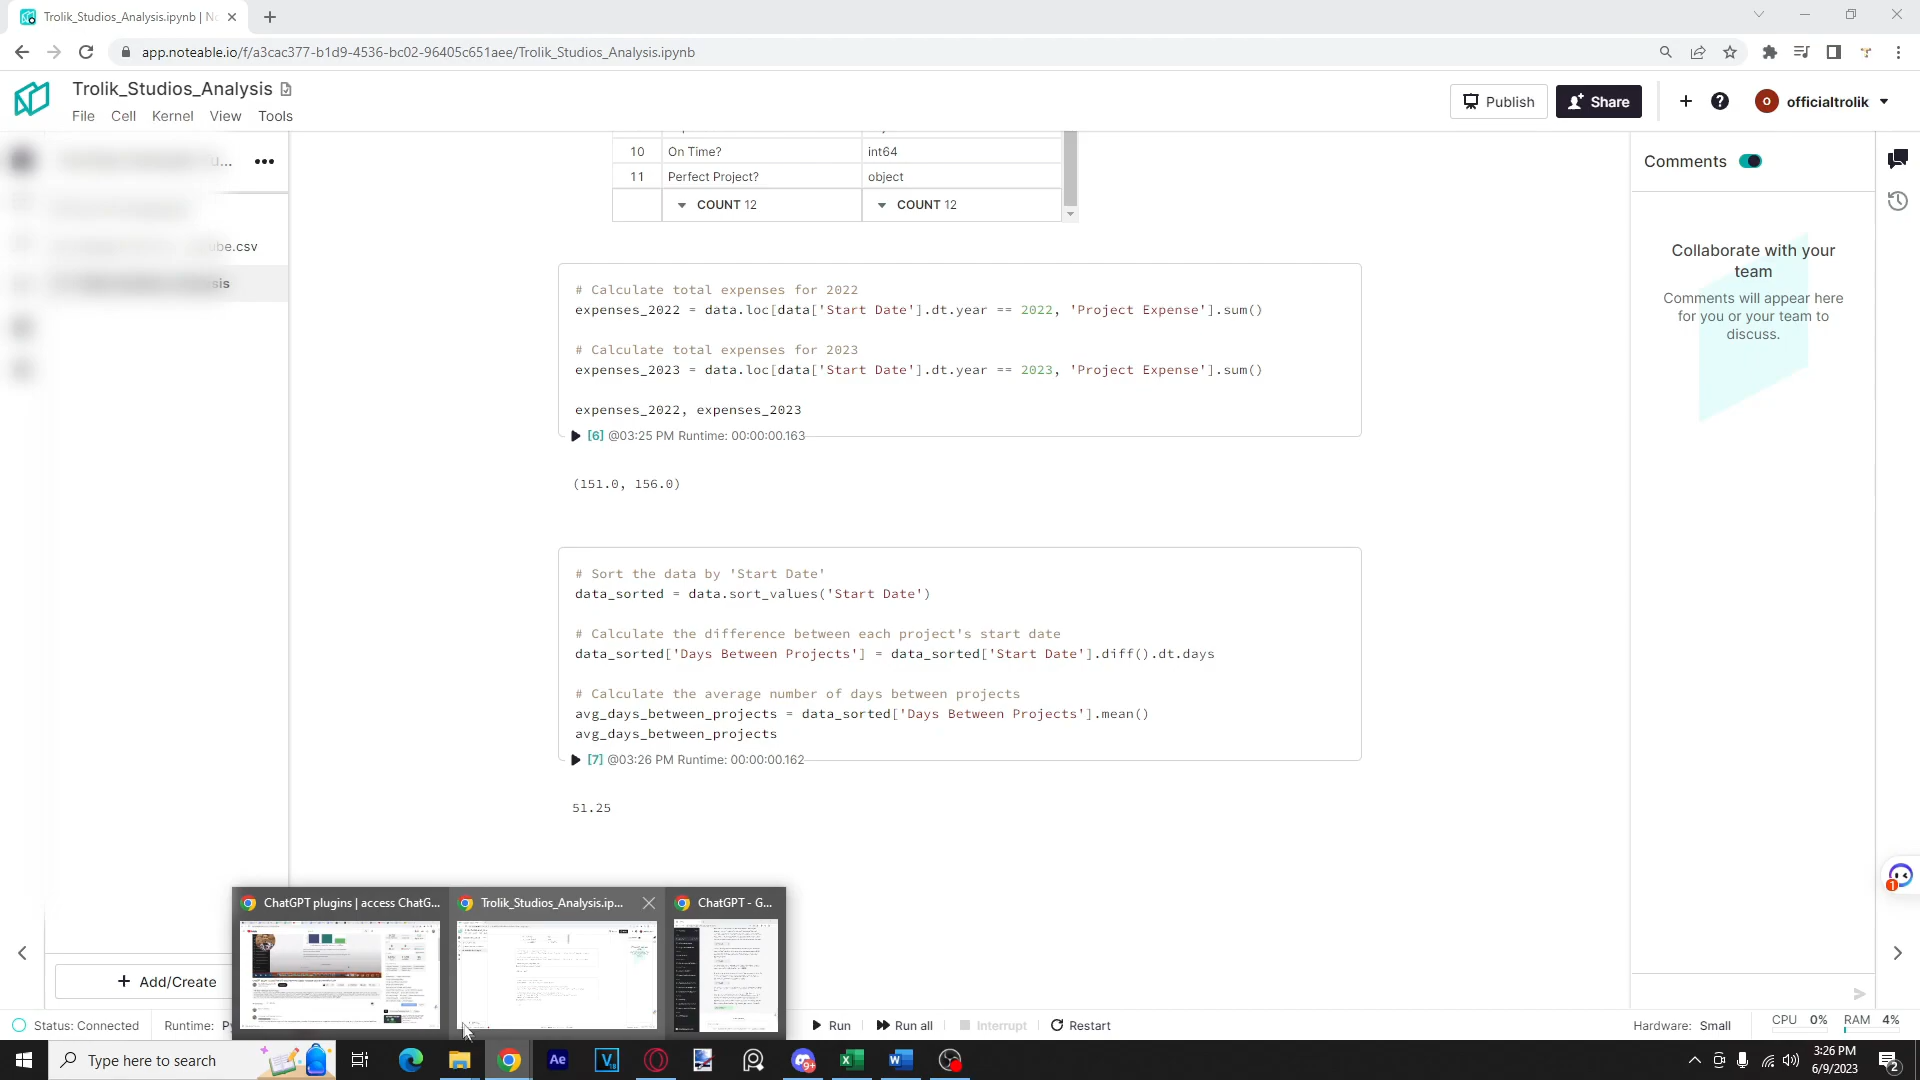 Trolik_Studios_Analysis.ipynb | No
app.noteable.io/f/a3cac377-b1d9-4536-bc02-96405c651aee/Trolik_Studios_Analysis.ipynb
Trolik_Studios_Analysis
File Cell Kernel View Tools
Publish
Share
officialtrolik
u...
be.csv
is
10 On Time? int64
11 Perfect Project? object
COUNT 12 COUNT 12
# Calculate total expenses for 2022
expenses_2022 = data.loc[data['Start Date'].dt.year == 2022, 'Project Expense'].sum()
# Calculate total expenses for 2023
expenses_2023 = data.loc[data['Start Date'].dt.year == 2023, 'Project Expense'].sum()
expenses_2022, expenses_2023
[6] @03:25 PM Runtime: 00:00:00.163
(151.0, 156.0)
# Sort the data by 'Start Date'
data_sorted = data.sort_values('Start Date')
# Calculate the difference between each project's start date
data_sorted['Days Between Projects'] = data_sorted['Start Date'].diff().dt.days
# Calculate the average number of days between projects
avg_days_between_projects = data_sorted['Days Between Projects'].mean()
avg_days_between_projects
[7] @03:26 PM Runtime: 00:00:00.162
51.25
Comments
Collaborate with your
team
Comments will appear here
for you or your team to
discuss.
1
ChatGPT plugins | access ChatG...
Trolik_Studios_Analysis.ip...
ChatGPT - G...
+ Add/Create
Status: Connected
Runtime: Py
Run
Run all
Interrupt
Restart
Hardware: Small
CPU 0%
RAM 4%
Type here to search
Ae
9+
3:26 PM
6/9/2023
2